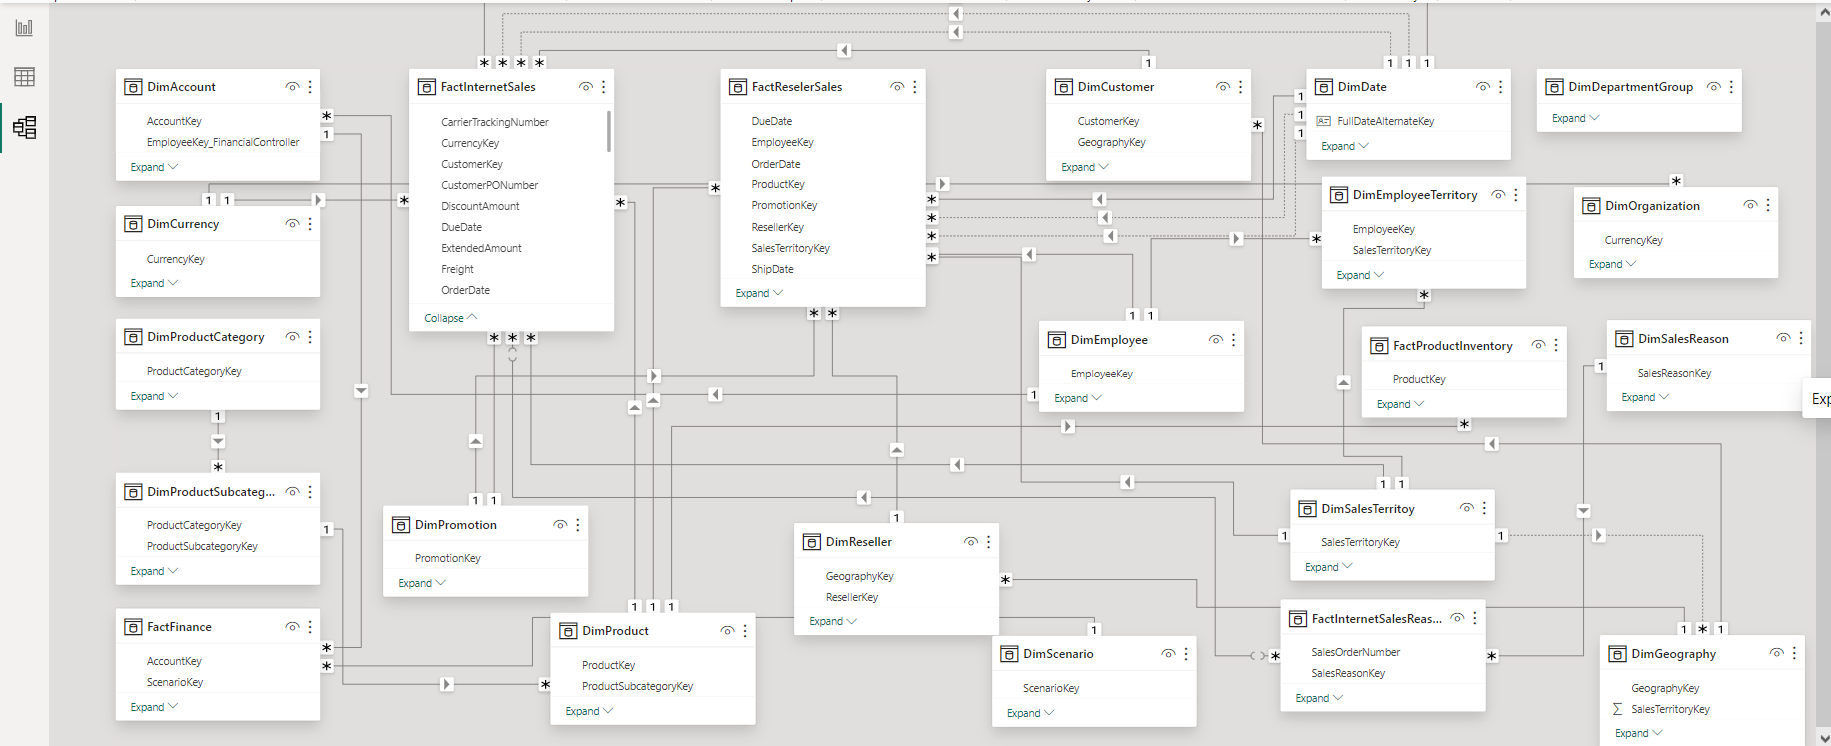 DimAccount
AccountKey
EmployeeKey_FinancialController
Expand
FactInternetSales
CarrierTrackingNumber
CurrencyKey
CustomerKey
CustomerPONumber
DiscountAmount
DueDate
ExtendedAmount
Freight
OrderDate
Collapse
FactReselerSales
DueDate
EmployeeKey
OrderDate
ProductKey
PromotionKey
ResellerKey
SalesTerritoryKey
ShipDate
Expand
DimCustomer
CustomerKey
GeographyKey
Expand
DimDate
FullDateAlternateKey
Expand
DimDepartmentGroup
Expand
DimCurrency
CurrencyKey
Expand
DimEmployeeTerritory
EmployeeKey
SalesTerritoryKey
Expand
DimOrganization
CurrencyKey
Expand
DimProductCategory
ProductCategoryKey
Expand
DimEmployee
EmployeeKey
Expand
FactProductInventory
ProductKey
Expand
DimSalesReason
SalesReasonKey
Expand
Exp
DimProductSubcateg...
ProductCategoryKey
ProductSubcategoryKey
Expand
DimPromotion
PromotionKey
Expand
DimReseller
GeographyKey
ResellerKey
Expand
DimSalesTerritoy
SalesTerritoryKey
Expand
FactFinance
AccountKey
ScenarioKey
Expand
DimProduct
ProductKey
ProductSubcategoryKey
Expand
DimScenario
ScenarioKey
Expand
FactInternetSalesReas...
SalesOrderNumber
SalesReasonKey
Expand
DimGeography
GeographyKey
SalesTerritoryKey
Expand